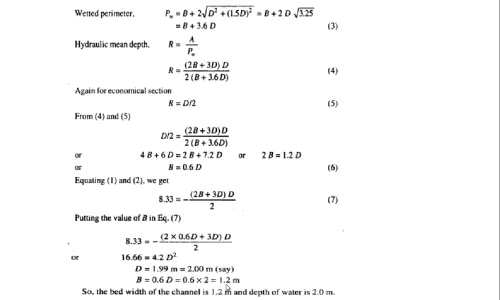 Wetted perimeter, P_w = B + 2√(D² + (1.5D)²) = B + 2 D √3.25
= B + 3.6 D (3)
Hydraulic mean depth, R = A / P_w
R = (2B + 3D) D / 2 (B + 3.6D) (4)
Again for economical section
R = D/2 (5)
From (4) and (5)
D/2 = (2B + 3D) D / 2 (B + 3.6D)
or 4 B + 6 D = 2 B + 7.2 D or 2 B = 1.2 D
or B = 0.6 D (6)
Equating (1) and (2), we get
8.33 = - (2B + 3D) D / 2 (7)
Putting the value of B in Eq. (7)
8.33 = - (2 × 0.6D + 3D) D / 2
or 16.66 = 4.2 D²
D = 1.99 m = 2.00 m (say)
B = 0.6 D = 0.6 × 2 = 1.2 m
So, the bed width of the channel is 1.2 m and depth of water is 2.0 m.